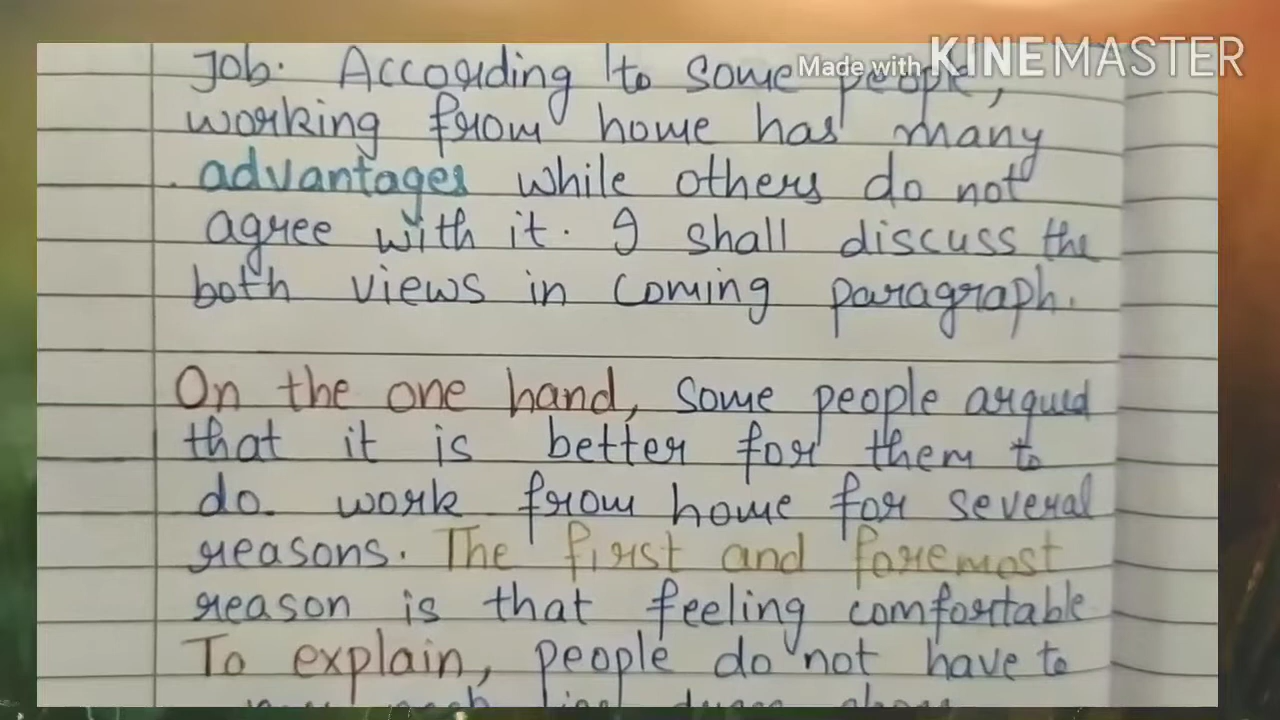 Made with KINEMASTER
Job. According to some people,
working from home has many
advantages while others do not
agree with it. I shall discuss the
both views in coming paragraph.
On the one hand, some people argued
that it is better for them to
do. work from home for several
reasons. The first and foremost
reason is that feeling comfortable
To explain, people do not have to